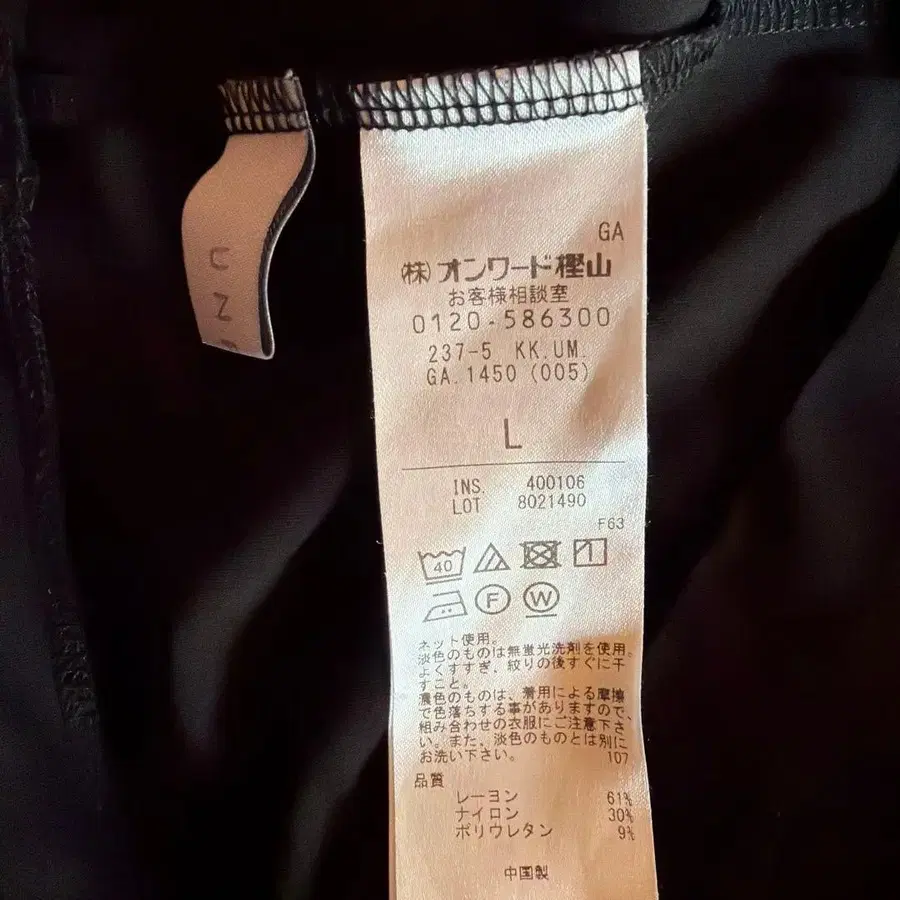 UN
GA
㈱オンワード樫山
お客様相談室
0120-586300
237-5 KK.UM.
GA.1450 (005)
L
INS. 400106
LOT 8021490
F63
40
F
W
ネット使用。
淡色のものは無蛍光洗剤を使用。
よくすすぎ、絞りの後すぐに干
すこと。
濃色のものは、着用による摩擦
で色落ちする事がありますので、
組み合わせの衣服にご注意下さ
い。また、淡色のものとは別に
お洗い下さい。 107
品質
レーヨン 61%
ナイロン 30%
ポリウレタン 9%
中国製